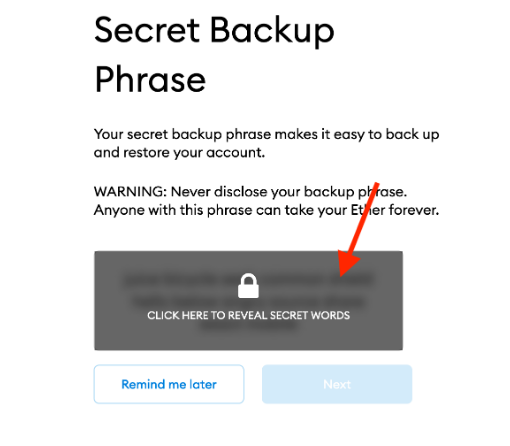 Secret Backup
Phrase
Your secret backup phrase makes it easy to back up
and restore your account.
WARNING: Never disclose your backup phrase.
Anyone with this phrase can take your Ether forever.
CLICK HERE TO REVEAL SECRET WORDS
Remind me later
Next